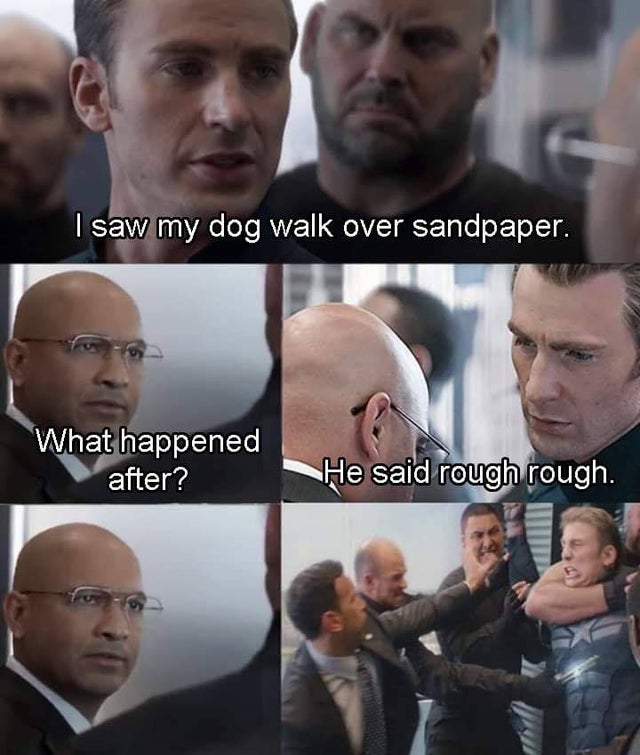 I saw my dog walk over sandpaper.
What happened
after?
He said rough rough.